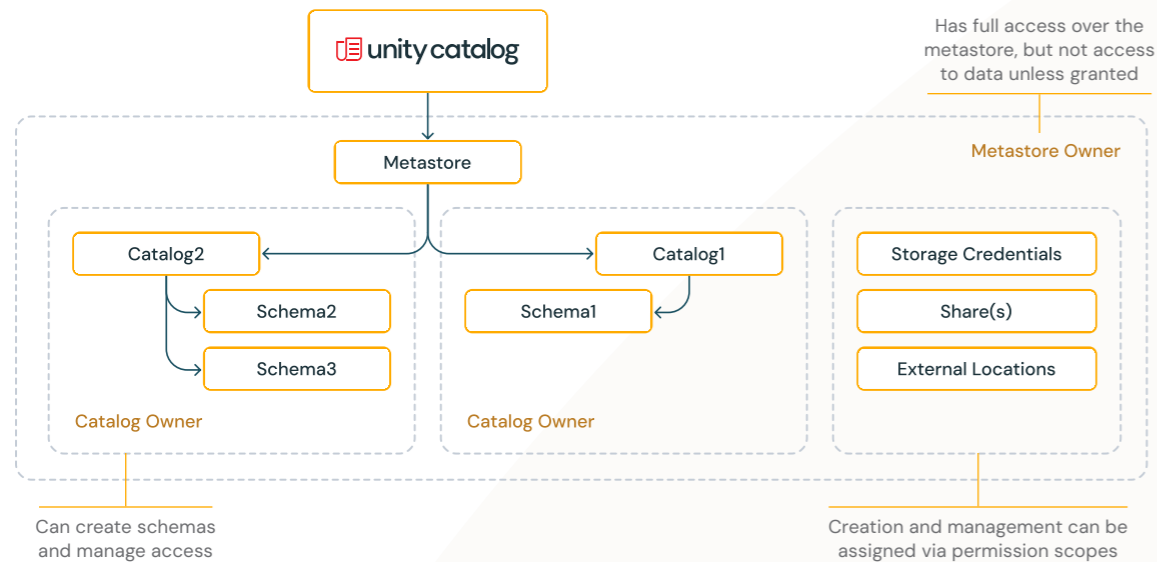 unity catalog
Has full access over the
metastore, but not access
to data unless granted
Metastore
Metastore Owner
Catalog2
Schema2
Schema3
Catalog Owner
Catalog1
Schema1
Catalog Owner
Storage Credentials
Share(s)
External Locations
Can create schemas
and manage access
Creation and management can be
assigned via permission scopes